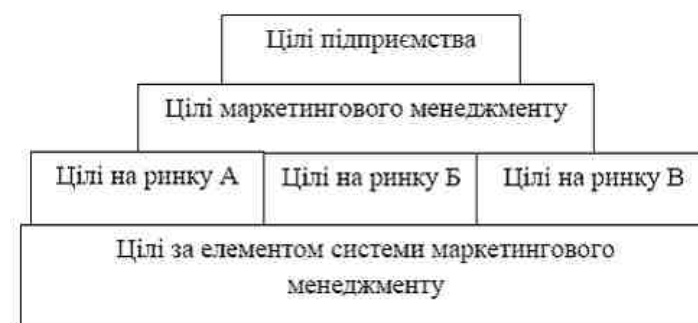 Цілі підприємства
Цілі маркетингового менеджменту
Цілі на ринку А
Цілі на ринку Б
Цілі на ринку В
Цілі за елементом системи маркетингового
менеджменту